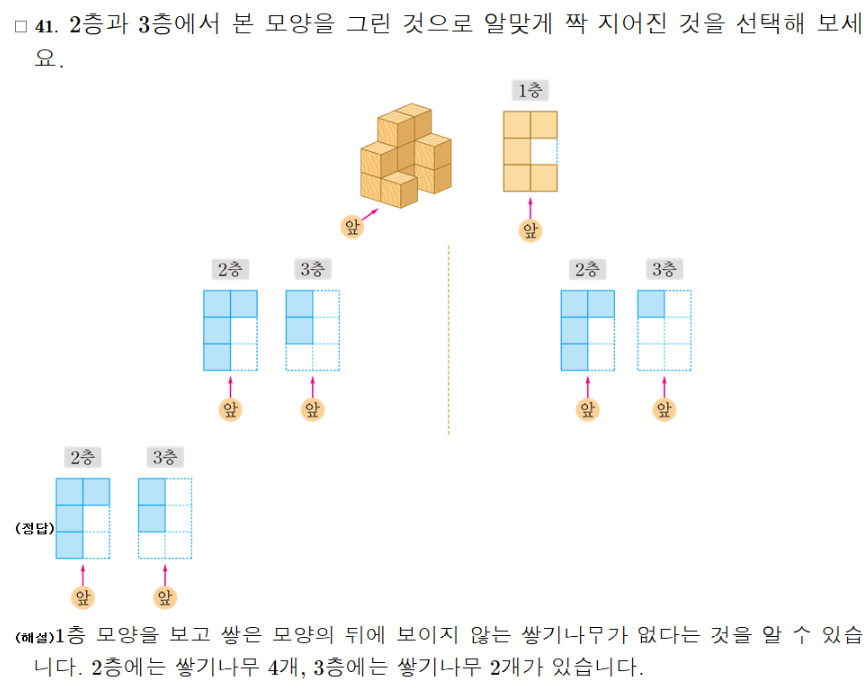 □ 41. 2층과 3층에서 본 모양을 그린 것으로 알맞게 짝 지어진 것을 선택해 보세
요.
1층
앞 앞
2층 3층 2층 3층
앞 앞 앞 앞
2층 3층
(정답)
앞 앞
(해설)1층 모양을 보고 쌓은 모양의 뒤에 보이지 않는 쌓기나무가 없다는 것을 알 수 있습
니다. 2층에는 쌓기나무 4개, 3층에는 쌓기나무 2개가 있습니다.